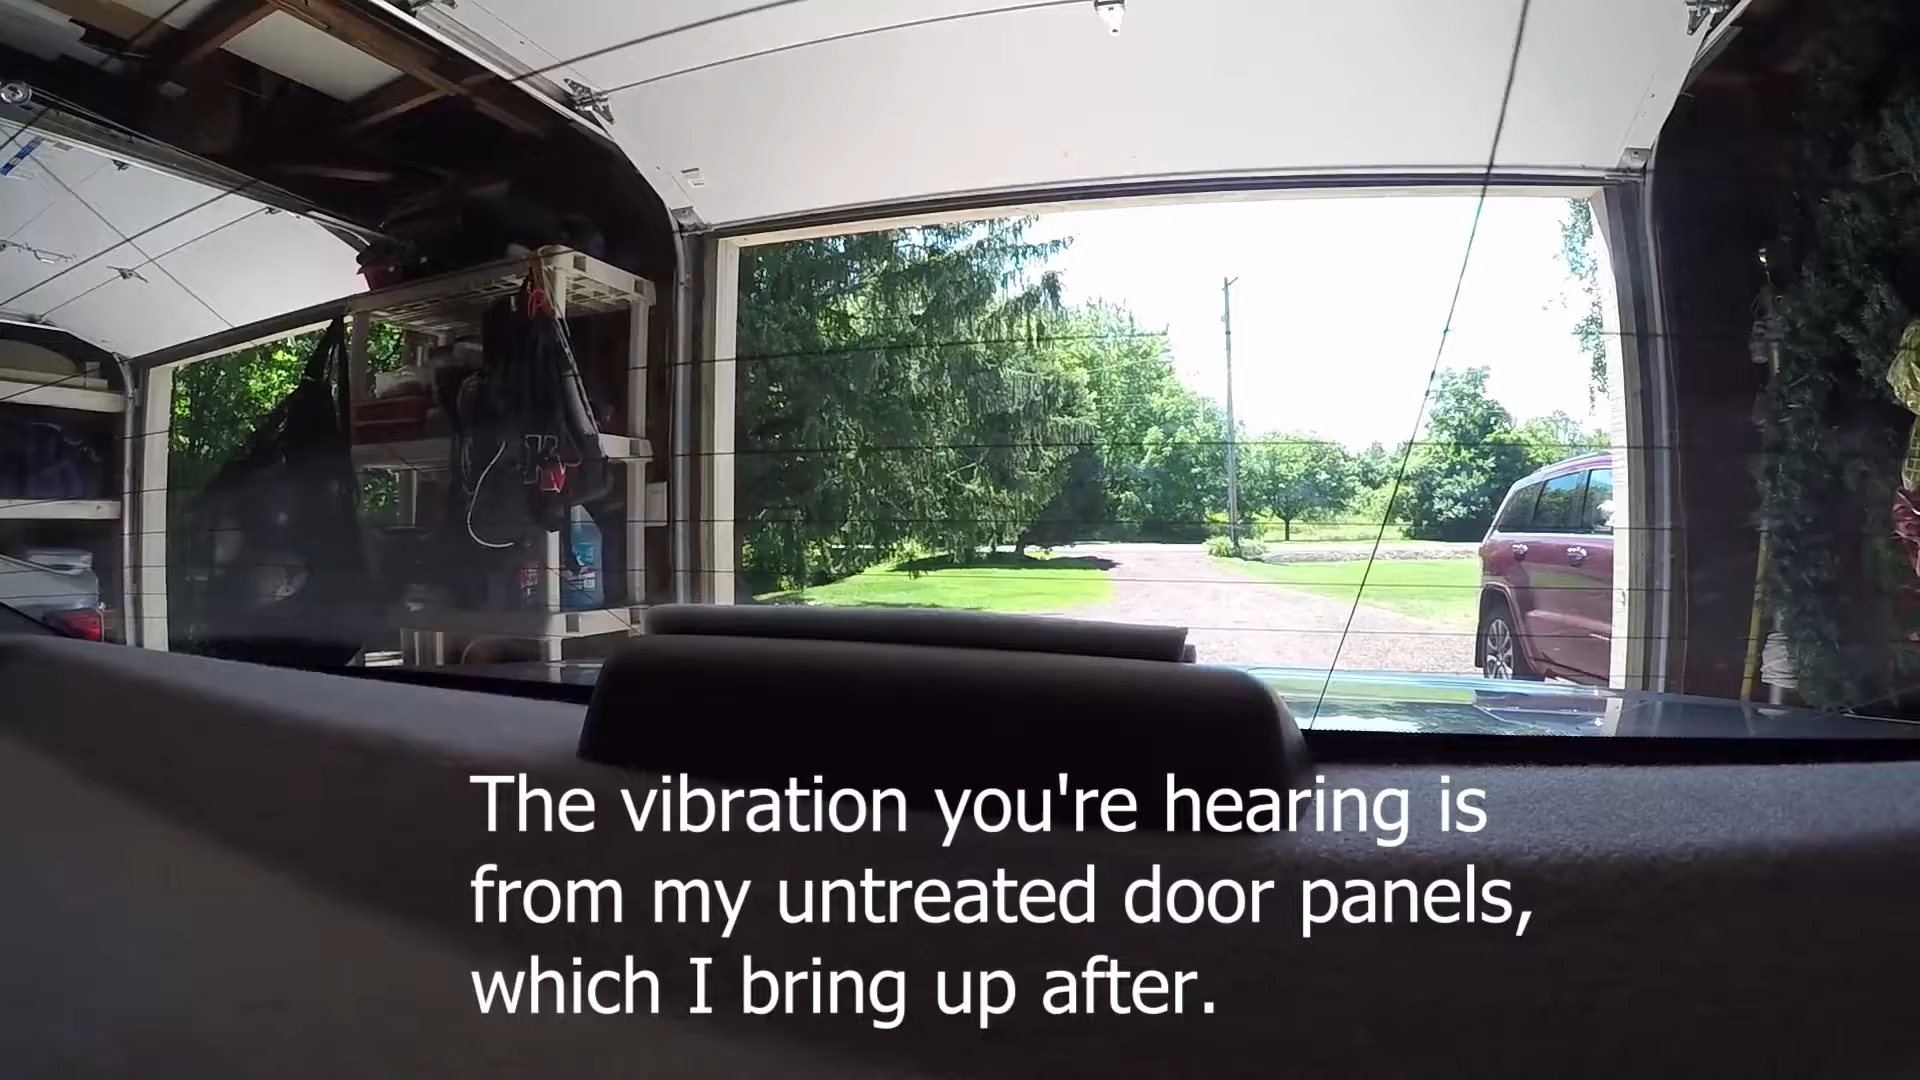 The vibration you're hearing is
from my untreated door panels,
which I bring up after.